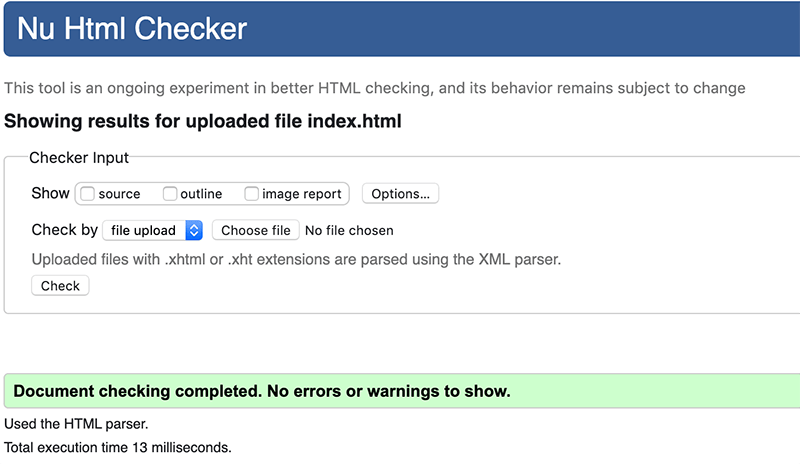 Nu Html Checker
This tool is an ongoing experiment in better HTML checking, and its behavior remains subject to change
Showing results for uploaded file index.html
Checker Input
Show source outline image report Options...
Check by file upload Choose file No file chosen
Uploaded files with .xhtml or .xht extensions are parsed using the XML parser.
Check
Document checking completed. No errors or warnings to show.
Used the HTML parser.
Total execution time 13 milliseconds.